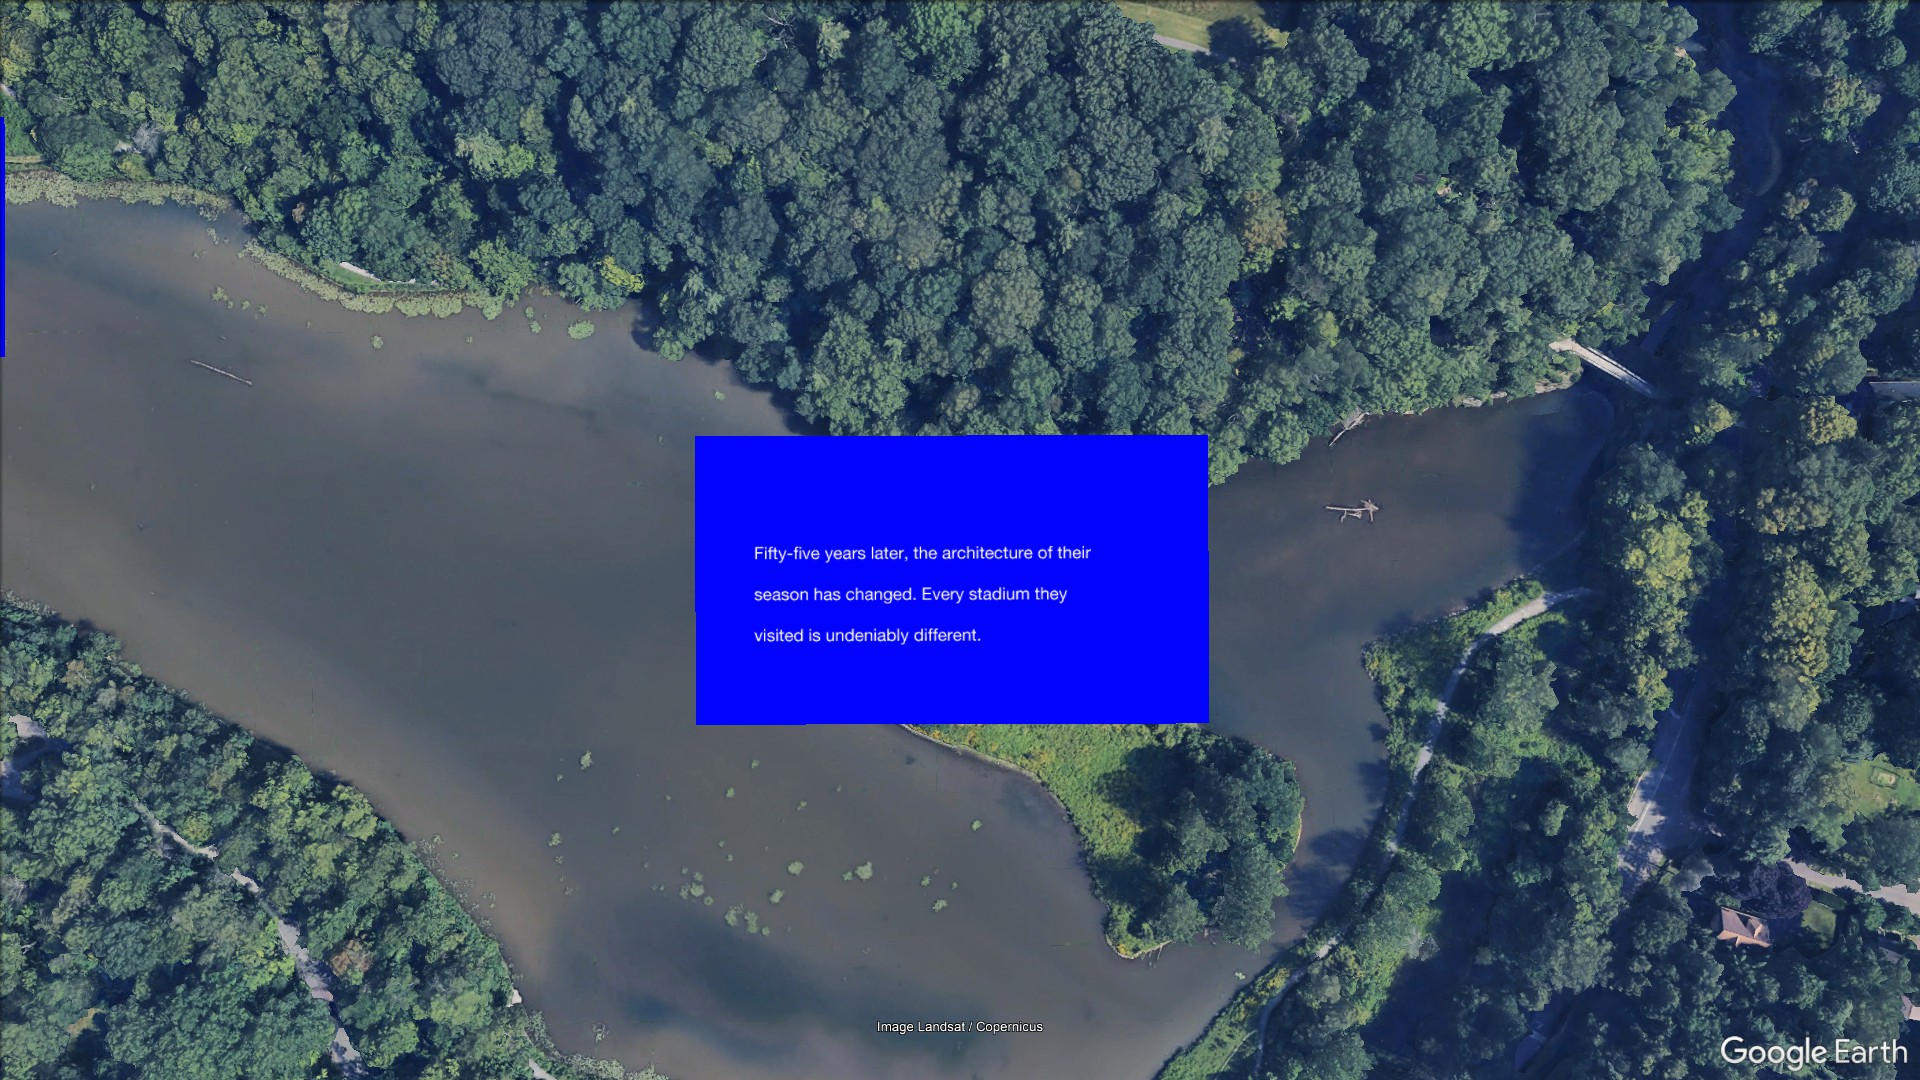 Fifty-five years later, the architecture of their
season has changed. Every stadium they
visited is undeniably different.
Image Landsat / Copernicus
Google Earth